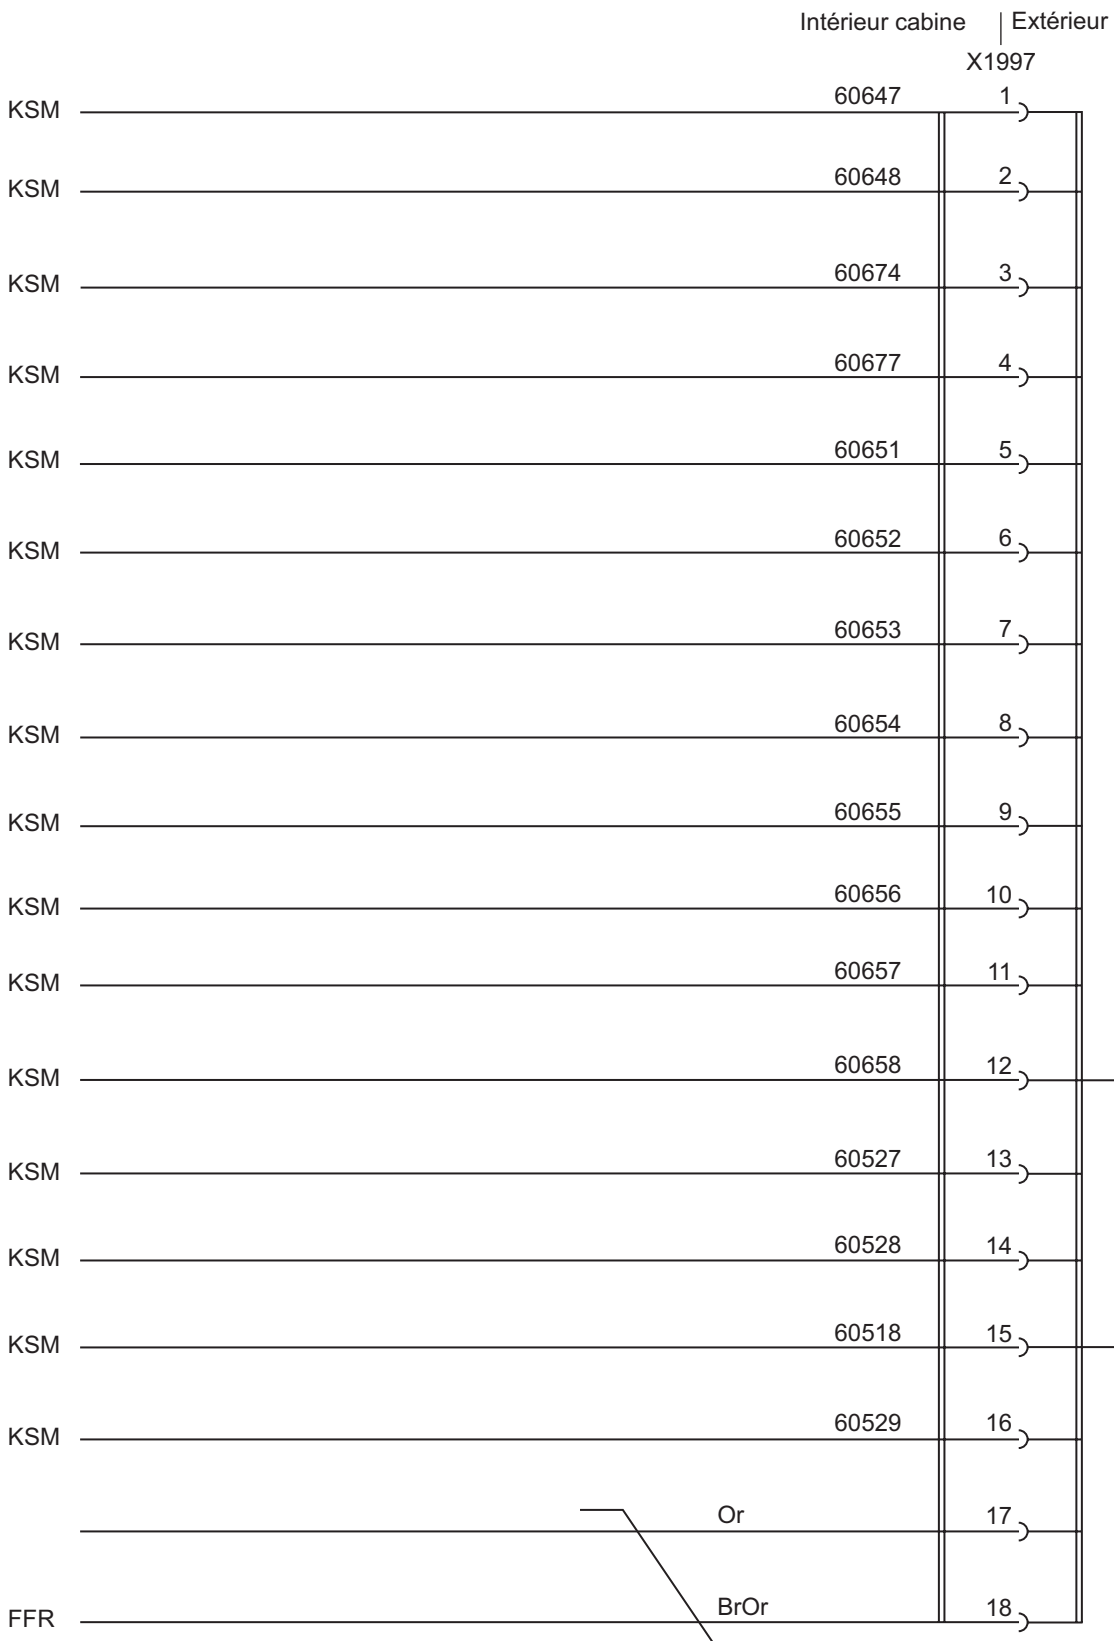 Intérieur cabine Extérieur
X1997
KSM 60647 1
KSM 60648 2
KSM 60674 3
KSM 60677 4
KSM 60651 5
KSM 60652 6
KSM 60653 7
KSM 60654 8
KSM 60655 9
KSM 60656 10
KSM 60657 11
KSM 60658 12
KSM 60527 13
KSM 60528 14
KSM 60518 15
KSM 60529 16
Or 17
FFR BrOr 18